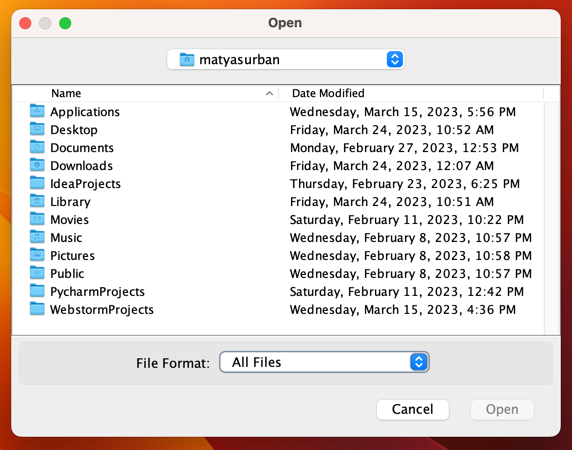 Open
matyasurban
Name Date Modified
Applications Wednesday, March 15, 2023, 5:56 PM
Desktop Friday, March 24, 2023, 10:52 AM
Documents Monday, February 27, 2023, 12:53 PM
Downloads Friday, March 24, 2023, 12:07 AM
IdeaProjects Thursday, February 23, 2023, 6:25 PM
Library Friday, March 24, 2023, 10:51 AM
Movies Saturday, February 11, 2023, 10:22 PM
Music Wednesday, February 8, 2023, 10:57 PM
Pictures Wednesday, February 8, 2023, 10:58 PM
Public Wednesday, February 8, 2023, 10:57 PM
PycharmProjects Saturday, February 11, 2023, 12:42 PM
WebstormProjects Wednesday, March 15, 2023, 4:36 PM
File Format: All Files
Cancel Open